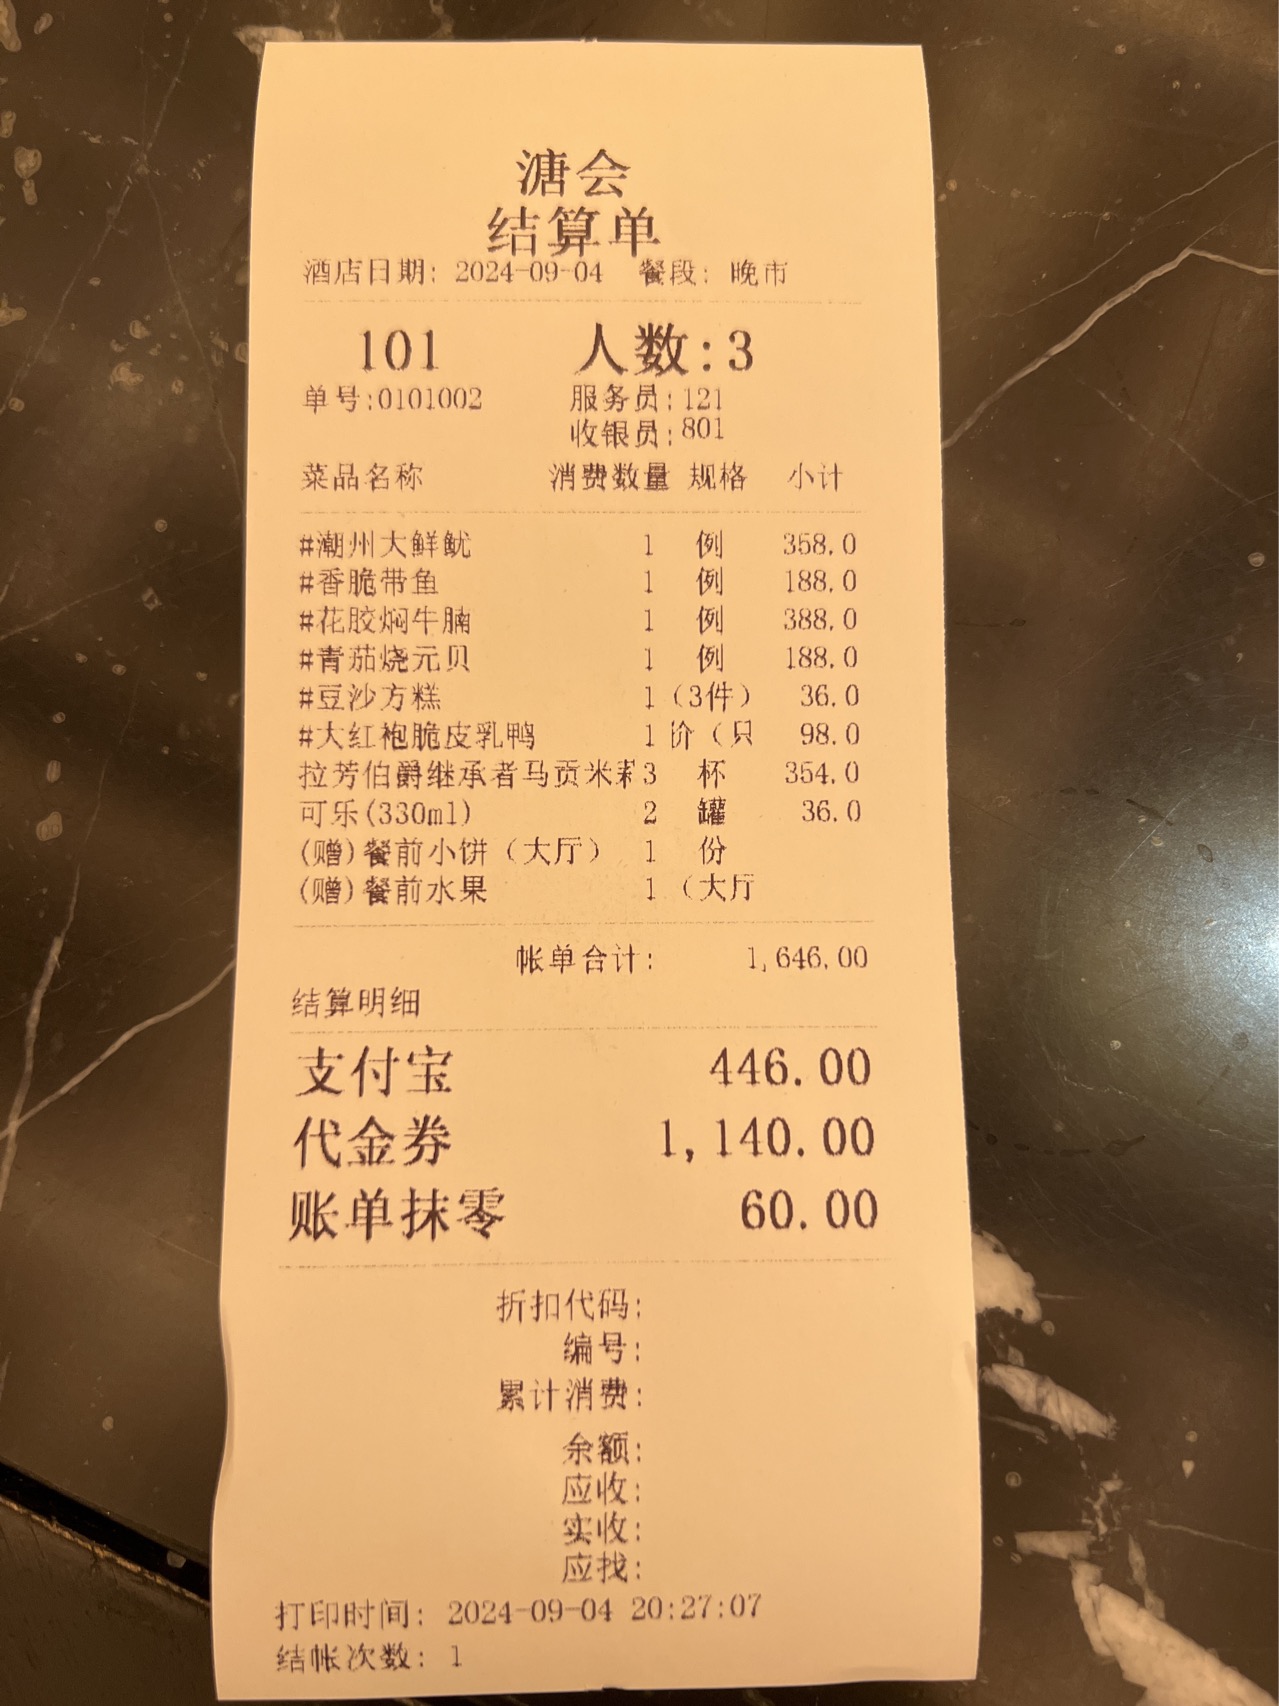 溏会
结算单
酒店日期: 2024-09-04 餐段: 晚市
101 人数:3
单号:0101002 服务员:121
收银员:801
菜品名称 消费数量 规格 小计
#潮州大鲜鱿 1 例 358.0
#香脆带鱼 1 例 188.0
#花胶焖牛腩 1 例 388.0
#青茄烧元贝 1 例 188.0
#豆沙方糕 1 (3件) 36.0
#大红袍脆皮乳鸭 1 价（只 98.0
拉芳伯爵继承者马贡米 3 杯 354.0
可乐(330ml) 2 罐 36.0
(赠)餐前小饼（大厅） 1 份
(赠)餐前水果 1 （大厅
帐单合计: 1,646.00
结算明细
支付宝 446.00
代金券 1,140.00
账单抹零 60.00
折扣代码:
编号:
累计消费:
余额:
应收:
实收:
应找:
打印时间: 2024-09-04 20:27:07
结帐次数: 1